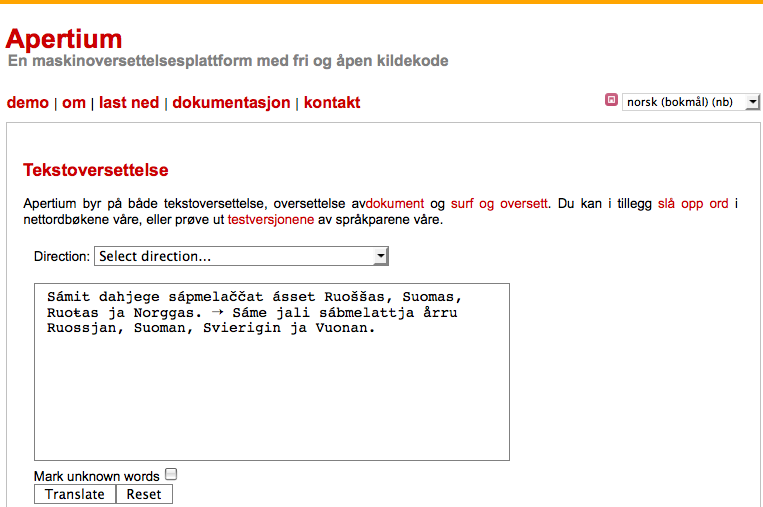 Apertium
En maskinoversettelsesplattform med fri og åpen kildekode
demo | om | last ned | dokumentasjon | kontakt
norsk (bokmål) (nb)
Tekstoversettelse
Apertium byr på både tekstoversettelse, oversettelse avdokument og surf og oversett. Du kan i tillegg slå opp ord i
nettordbøkene våre, eller prøve ut testversjonene av språkparene våre.
Direction: Select direction...
Sámit dahjege sápmelaččat ásset Ruoššas, Suomas,
Ruoŧas ja Norggas. → Sáme jali sábmelattja årru
Ruossjan, Suoman, Svierigin ja Vuonan.
Mark unknown words
Translate Reset